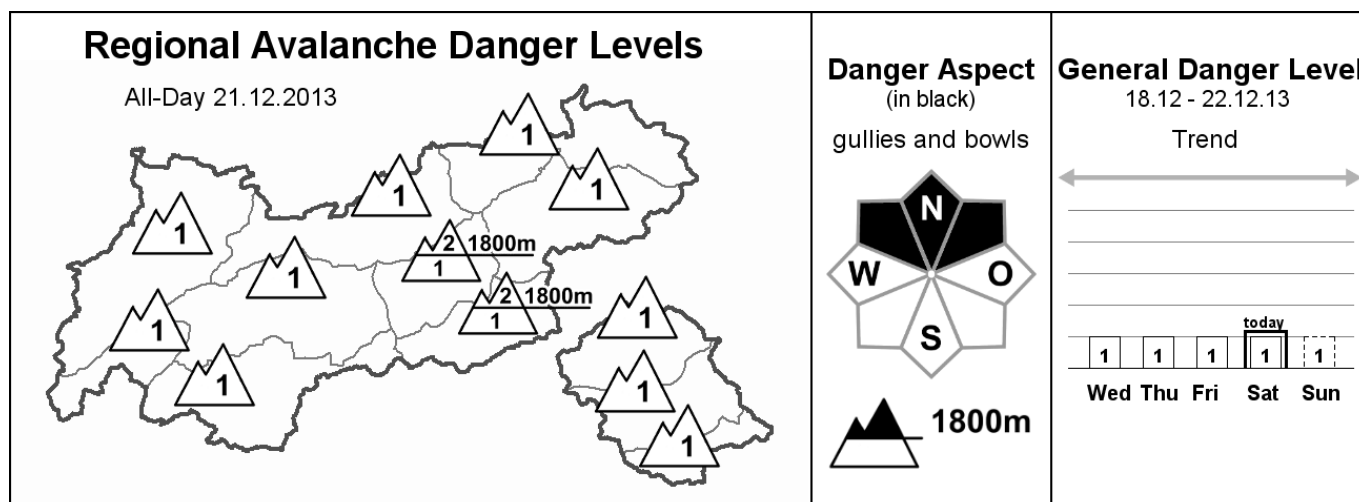 Regional Avalanche Danger Levels
All-Day 21.12.2013
1
1
1
1
1
2 1800m
1
1
2 1800m
1
1
1
1
1
1
1
Danger Aspect
(in black)
gullies and bowls
N
W
O
S
1800m
General Danger Level
18.12 - 22.12.13
Trend
today
1 1 1 1 1
Wed Thu Fri Sat Sun